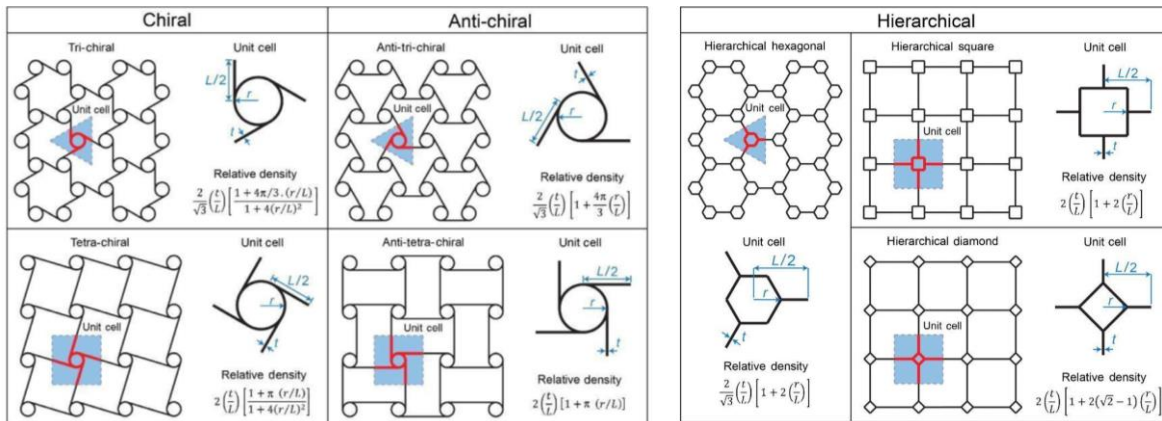 Chiral
Anti-chiral
Tri-chiral
Unit cell
Unit cell
L/2
r
t
Relative density
2/√3 (t/L) [1 + 4π/3 . (r/L) / 1 + 4(r/L)²]
Anti-tri-chiral
Unit cell
Unit cell
t
L/2
r
Relative density
2/√3 (t/L) [1 + 4π/3 (r/L)]
Tetra-chiral
Unit cell
Unit cell
L/2
r
t
Relative density
2 (t/L) [1 + π (r/L) / 1 + 4(r/L)²]
Anti-tetra-chiral
Unit cell
Unit cell
L/2
r
t
Relative density
2 (t/L) [1 + π (r/L)]
Hierarchical
Hierarchical hexagonal
Unit cell
Unit cell
L/2
r
t
Relative density
2/√3 (t/L) [1 + 2 (r/L)]
Hierarchical square
Unit cell
Unit cell
L/2
r
t
Relative density
2 (t/L) [1 + 2 (r/L)]
Hierarchical diamond
Unit cell
Unit cell
L/2
r
t
Relative density
2 (t/L) [1 + 2(√2 − 1) (r/L)]